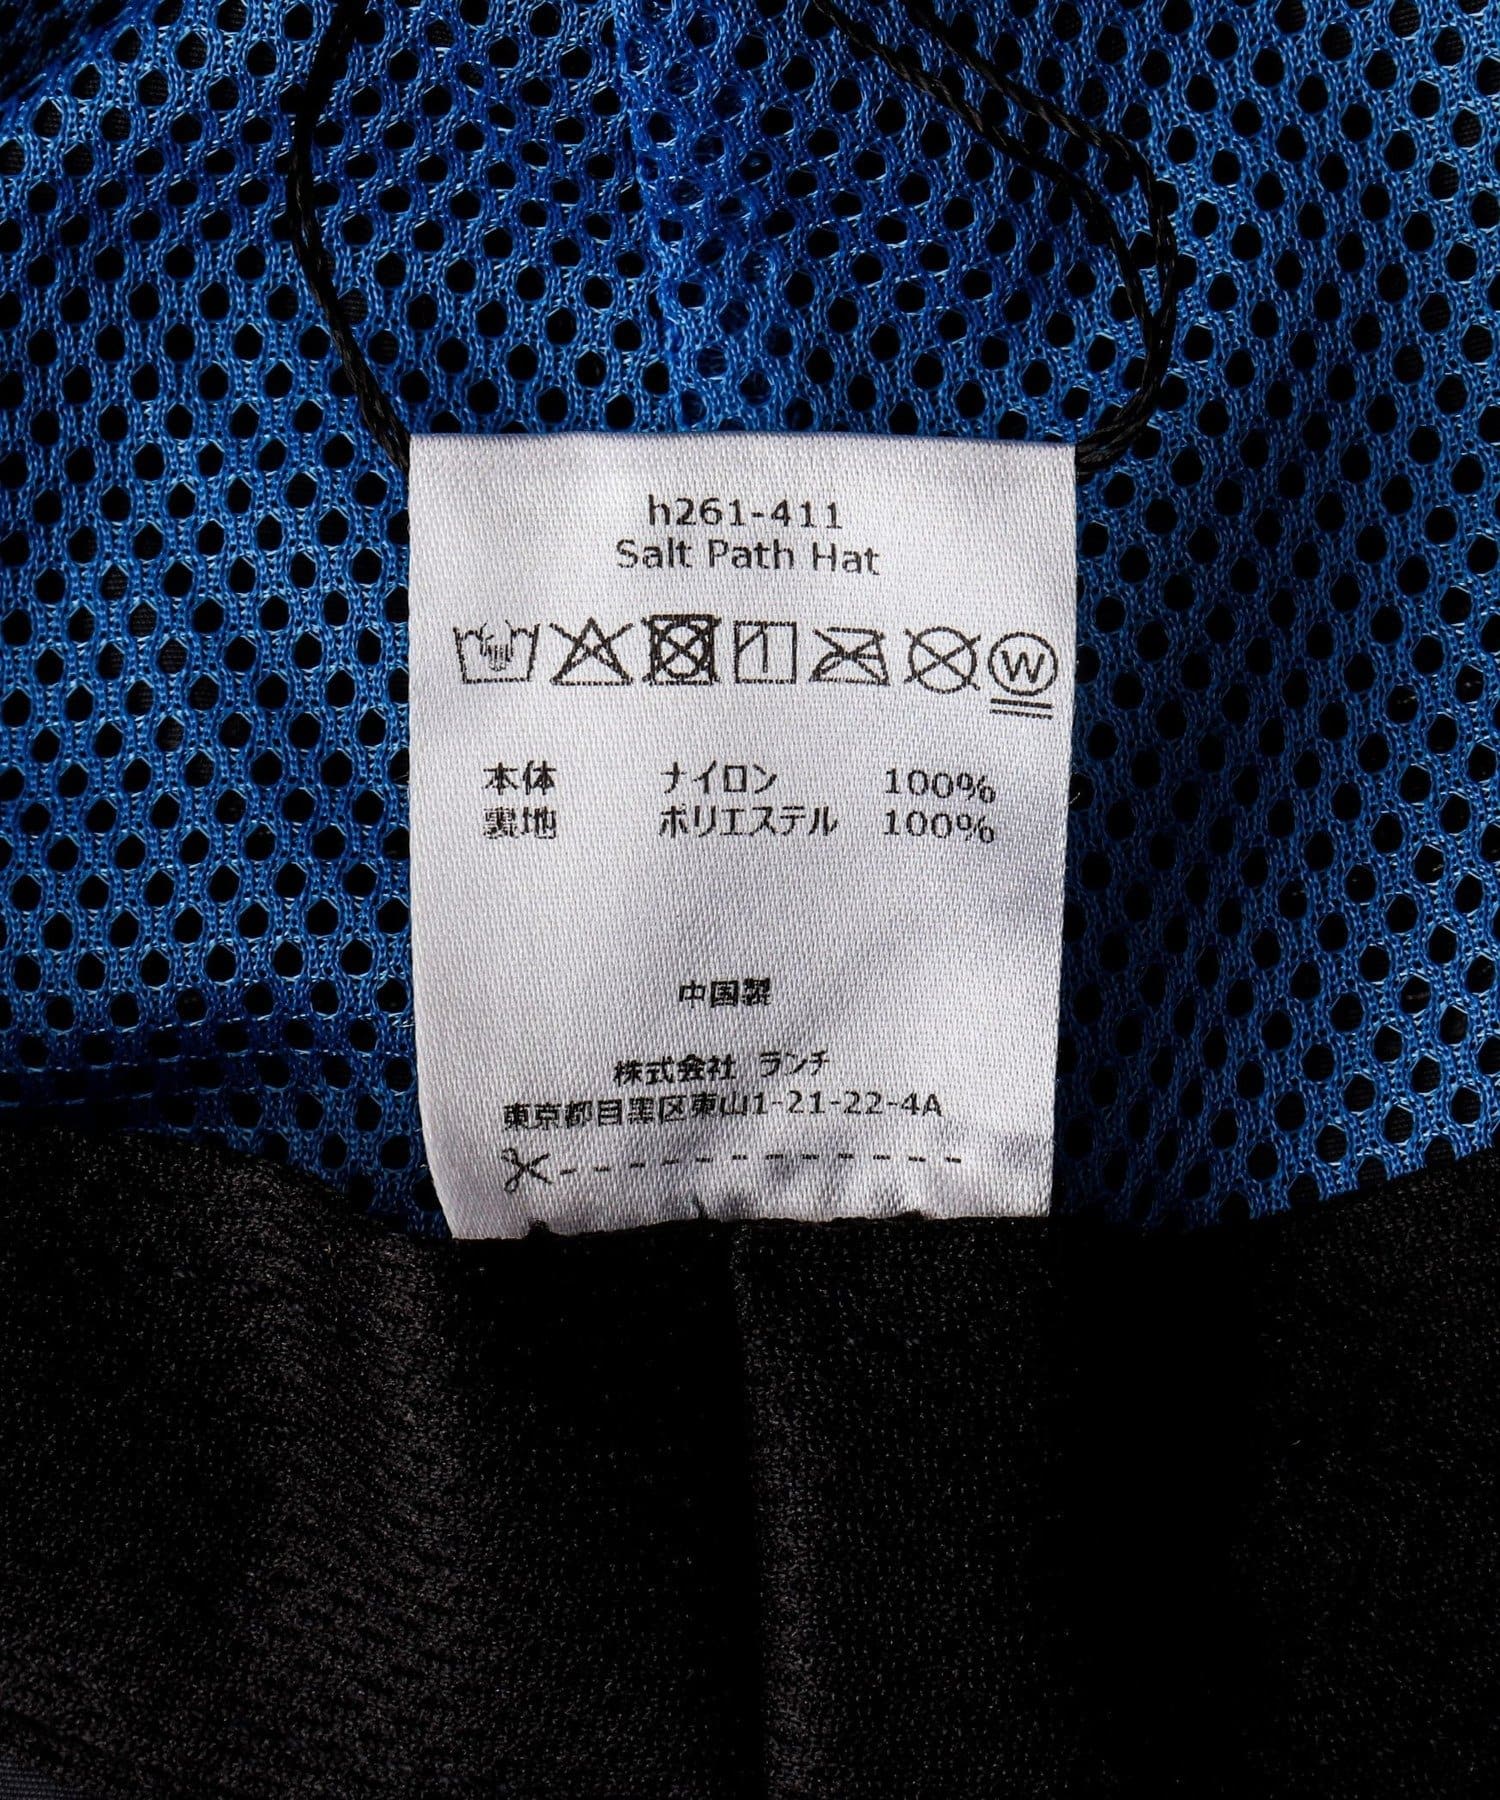 h261-411
Salt Path Hat
W
本体 ナイロン 100%
裏地 ポリエステル 100%
中国製
株式会社 ランチ
東京都目黒区東山1-21-22-4A